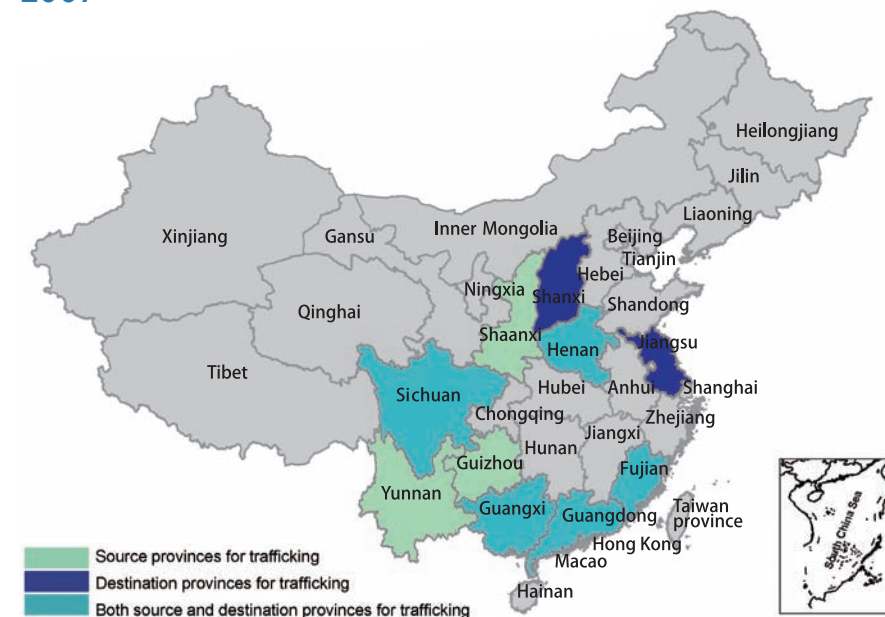 2007
Heilongjiang
Jilin
Liaoning
Inner Mongolia
Xinjiang
Gansu
Beijing
Tianjin
Hebei
Ningxia
Shanxi
Shandong
Qinghai
Shaanxi
Henan
Jiangsu
Tibet
Sichuan
Hubei
Anhui
Shanghai
Chongqing
Zhejiang
Hunan
Jiangxi
Guizhou
Fujian
Yunnan
Guangxi
Guangdong
Taiwan
province
Hong Kong
Macao
Hainan
South China Sea
Source provinces for trafficking
Destination provinces for trafficking
Both source and destination provinces for trafficking